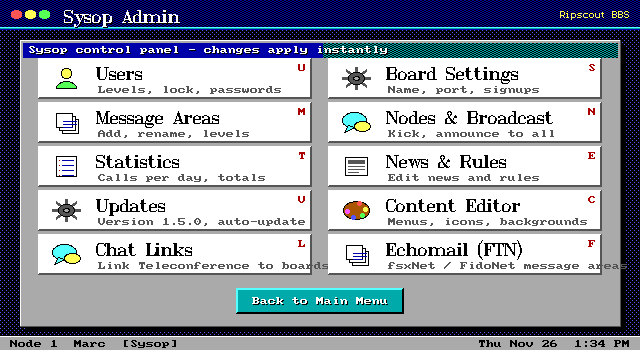 Sysop Admin
Ripscout BBS
Sysop control panel - changes apply instantly
Users U
Levels, lock, passwords
Board Settings S
Name, port, signups
Message Areas M
Add, rename, levels
Nodes & Broadcast N
Kick, announce to all
Statistics T
Calls per day, totals
News & Rules E
Edit news and rules
Updates V
Version 1.5.0, auto-update
Content Editor C
Menus, icons, backgrounds
Chat Links L
Link Teleconference to boards
Echomail (FTN) F
fsxNet / FidoNet message areas
Back to Main Menu
Node 1 Marc [Sysop] Thu Nov 26 1:34 PM